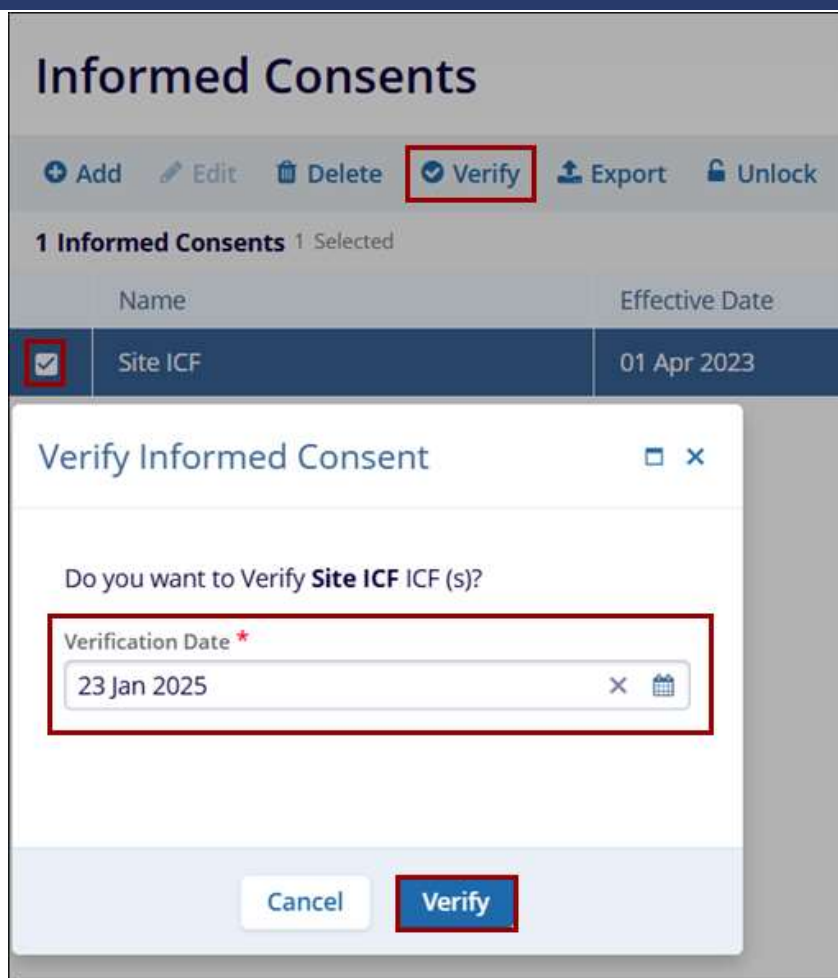 Informed Consents
Add Edit Delete Verify Export Unlock
1 Informed Consents 1 Selected
Name Effective Date
Site ICF 01 Apr 2023
Verify Informed Consent
Do you want to Verify Site ICF ICF (s)?
Verification Date *
23 Jan 2025
Cancel Verify